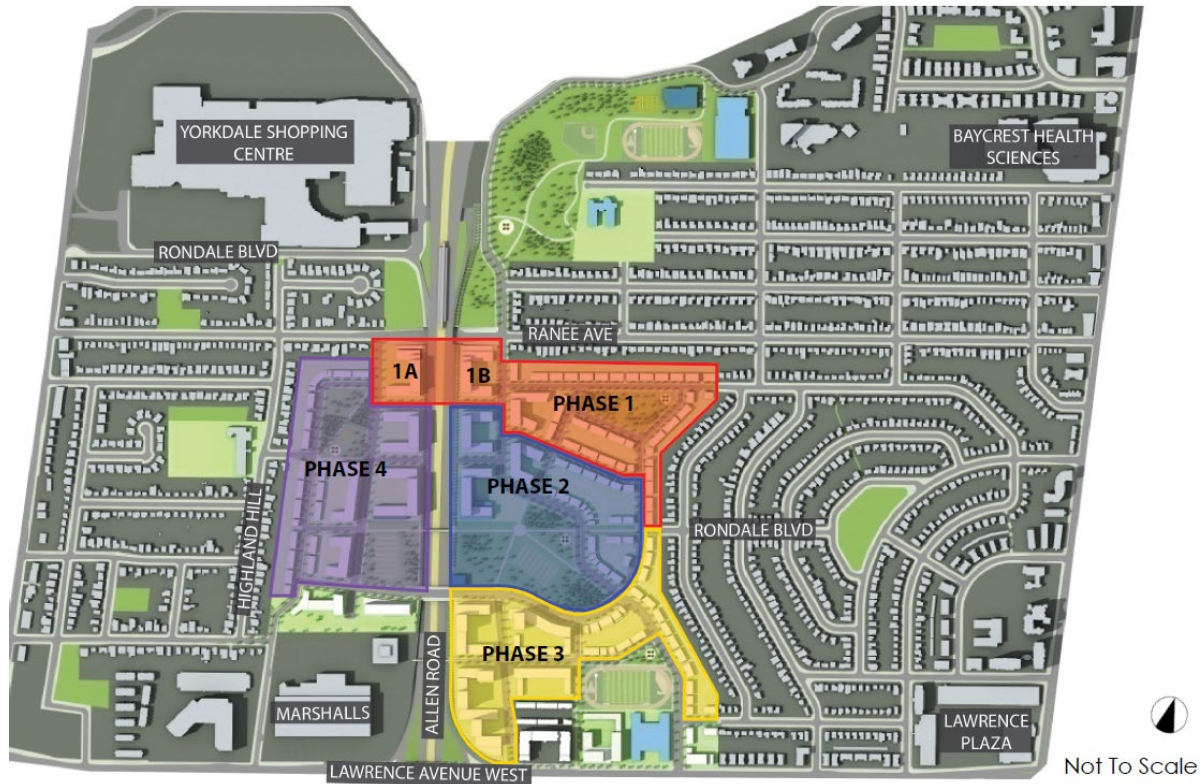 YORKDALE SHOPPING
CENTRE
BAYCREST HEALTH
SCIENCES
RONDALE BLVD
RANEE AVE
1A
1B
PHASE 1
PHASE 4
PHASE 2
HIGHLAND HILL
RONDALE BLVD
PHASE 3
ALLEN ROAD
MARSHALLS
LAWRENCE
PLAZA
LAWRENCE AVENUE WEST
Not To Scale